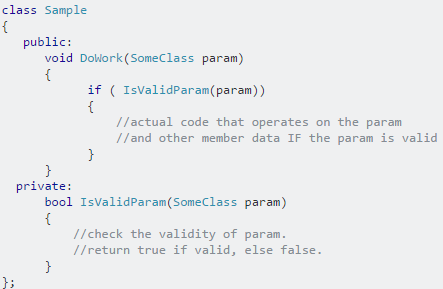 class Sample
{
   public:
      void DoWork(SomeClass param)
      {
            if ( IsValidParam(param))
            {
                //actual code that operates on the param
                //and other member data IF the param is valid
            }
      }
  private:
      bool IsValidParam(SomeClass param)
      {
          //check the validity of param.
          //return true if valid, else false.
      }
};